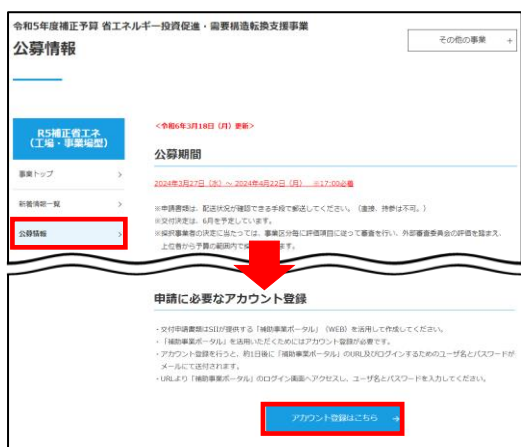 令和5年度補正予算 省エネルギー投資促進・需要構造転換支援事業
公募情報
その他の事業 +
R5補正省エネ
(工場・事業場型)
事業トップ >
新着情報一覧 >
公募情報 >
<令和6年3月18日(月)更新>
公募期間
2024年3月27日(水)~ 2024年4月22日(月) ※17:00必着
※申請書類は、配送状況が確認できる手段で郵送してください。(直接、持参は不可。)
※交付決定は、6月を予定しています。
※採択事業者の決定に当たっては、事業区分毎に評価項目に従って審査を行い、外部審査委員会の評価を踏まえ、
上位者から予算の範囲内で採
ます。
申請に必要なアカウント登録
・交付申請書類はSIIが提供する「補助事業ポータル」(WEB)を活用して作成してください。
・「補助事業ポータル」を活用いただくためにはアカウント登録が必要です。
・アカウント登録を行うと、約1日後に「補助事業ポータル」のURL及びログインするためのユーザ名とパスワードが
メールにて送付されます。
・URLより「補助事業ポータル」のログイン画面へアクセスし、ユーザ名とパスワードを入力してください。
アカウント登録はこちら →